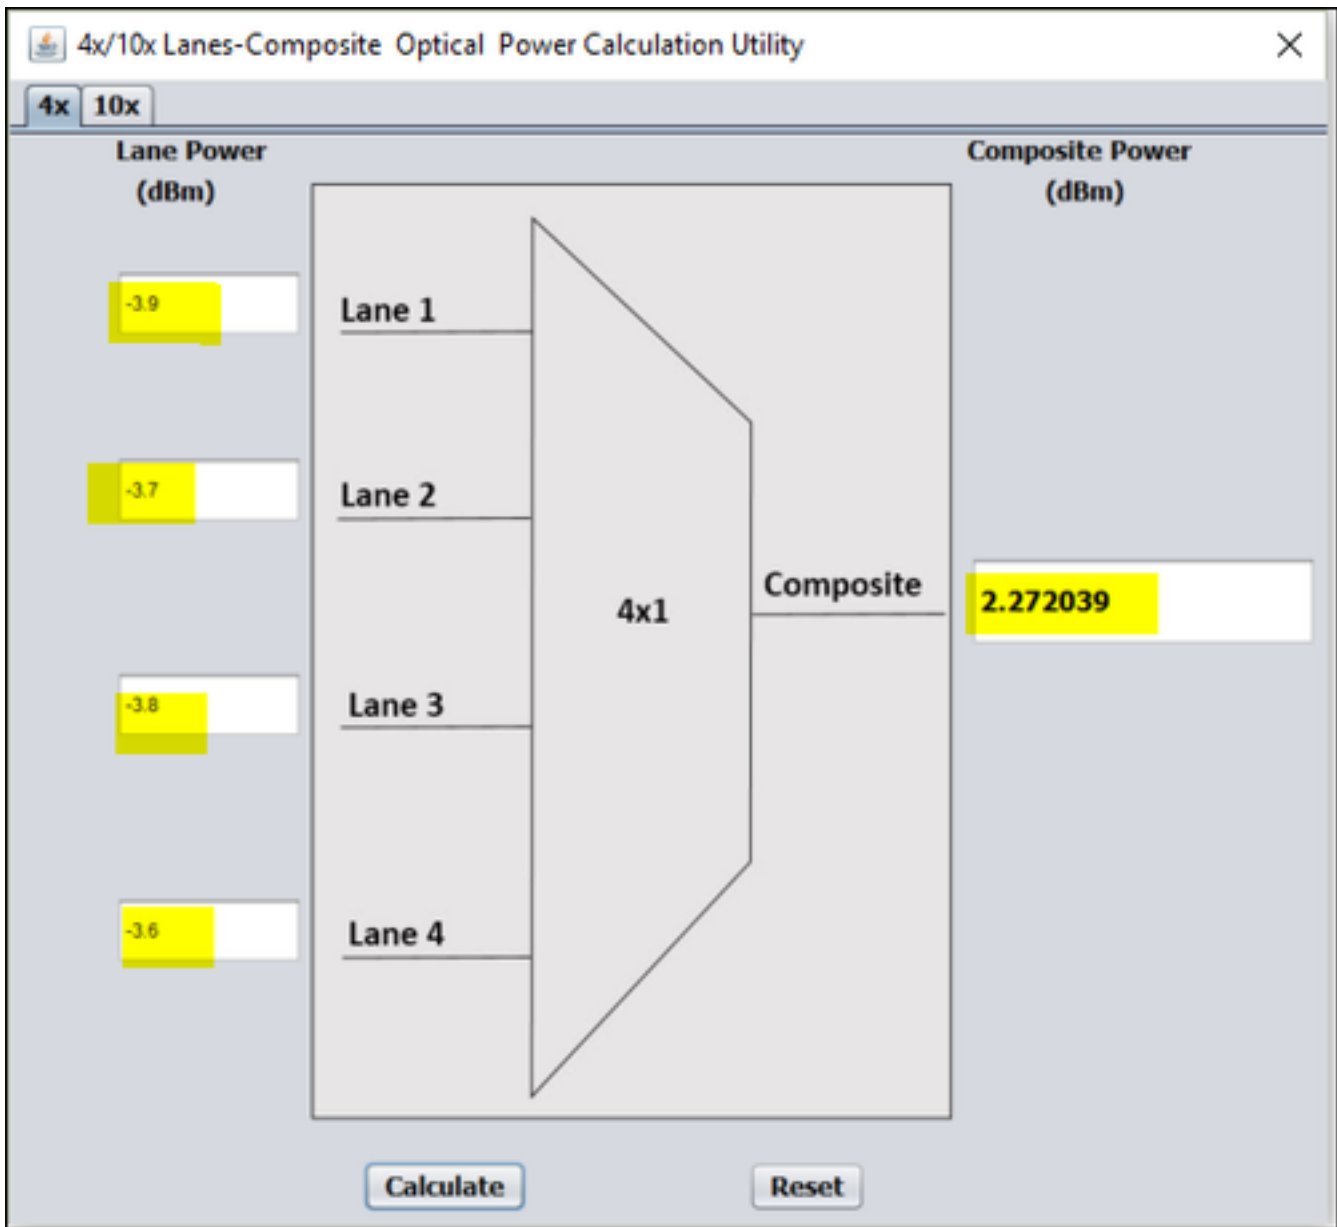 4x/10x Lanes-Composite Optical Power Calculation Utility
4x 10x
Lane Power
(dBm)
Composite Power
(dBm)
-3.9
Lane 1
-3.7
Lane 2
4x1
Composite
2.272039
-3.8
Lane 3
-3.6
Lane 4
Calculate
Reset